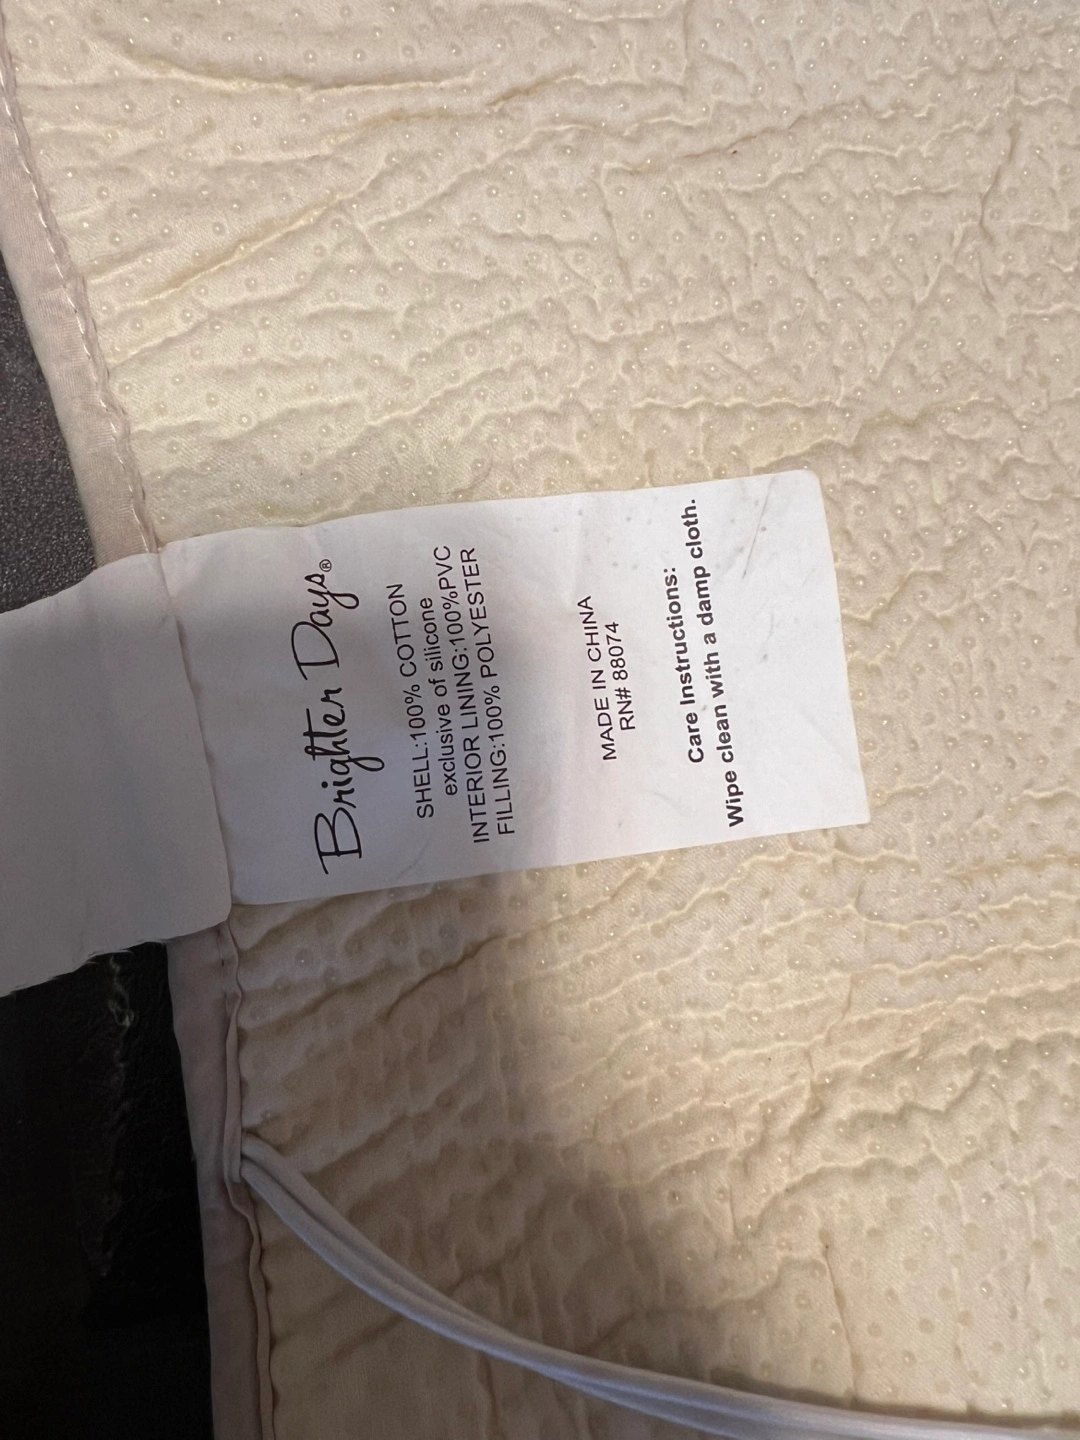 Brighter Days®
SHELL:100% COTTON
exclusive of silicone
INTERIOR LINING:100%PVC
FILLING:100% POLYESTER
MADE IN CHINA
RN# 88074
Care Instructions:
Wipe clean with a damp cloth.